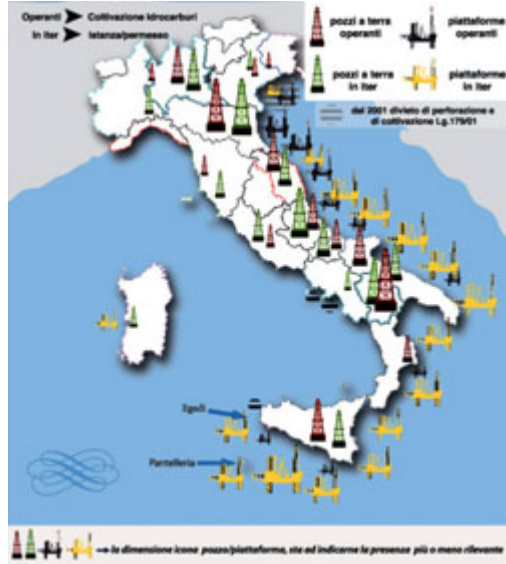 Operanti Coltivazione Idrocarburi
In iter Istanza/permesso
pozzi a terra
operanti
piattaforme
operanti
pozzi a terra
in iter
piattaforme
in iter
dal 2001 divieto di perforazione e
di coltivazione Lg.179/01
Egadi
Pantelleria
la dimensione icona pozzo/piattaforma, sta ad indicarne la presenza più o meno rilevante